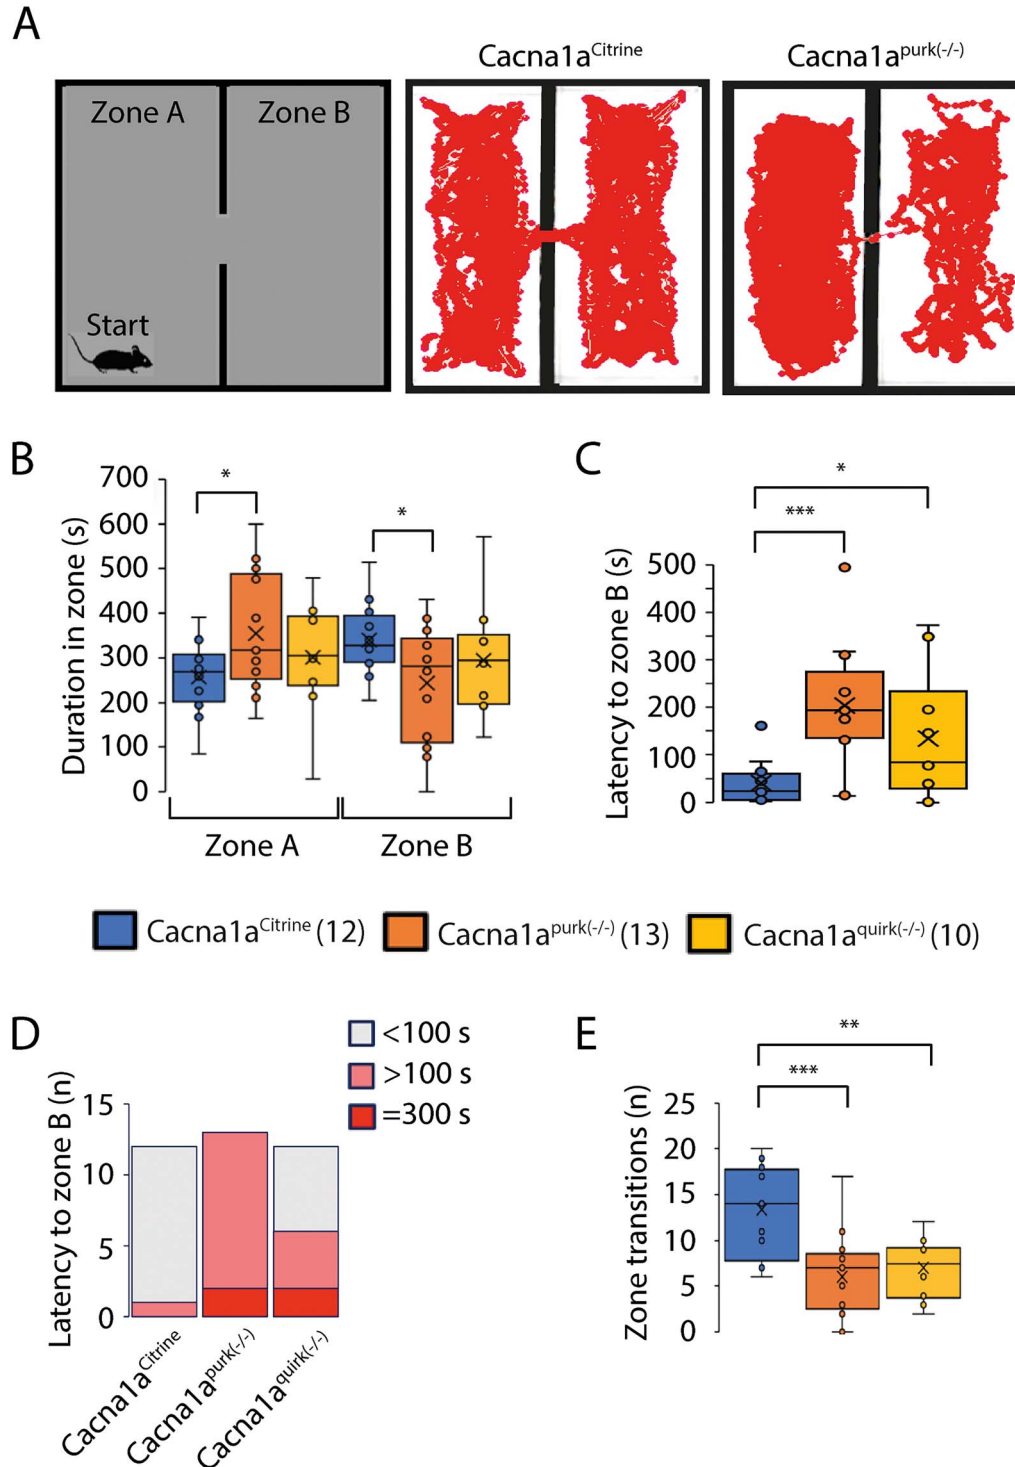 A
Cacna1a^Citrine
Cacna1a^purk(-/-)
Zone A
Zone B
Start
B
Duration in zone (s)
700
600
500
400
300
200
100
0
*
*
Zone A
Zone B
C
Latency to zone B (s)
500
400
300
200
100
0
*
***
Cacna1a^Citrine (12)
Cacna1a^purk(-/-) (13)
Cacna1a^quirk(-/-) (10)
D
<100 s
>100 s
=300 s
Latency to zone B (n)
15
10
5
0
Cacna1a^Citrine
Cacna1a^purk(-/-)
Cacna1a^quirk(-/-)
E
Zone transitions (n)
25
20
15
10
5
0
**
***